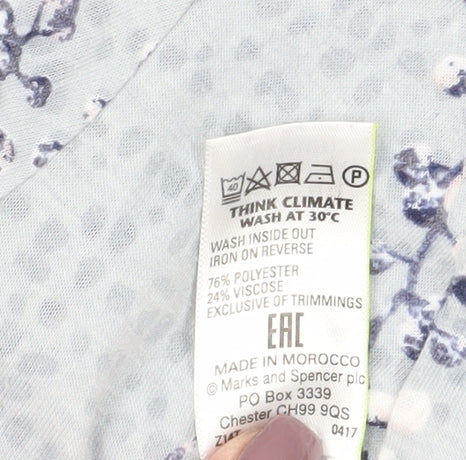 40 P
THINK CLIMATE
WASH AT 30°C
WASH INSIDE OUT
IRON ON REVERSE
76% POLYESTER
24% VISCOSE
EXCLUSIVE OF TRIMMINGS
EAC
MADE IN MOROCCO
© Marks and Spencer plc
PO Box 3339
Chester CH99 9QS
0417